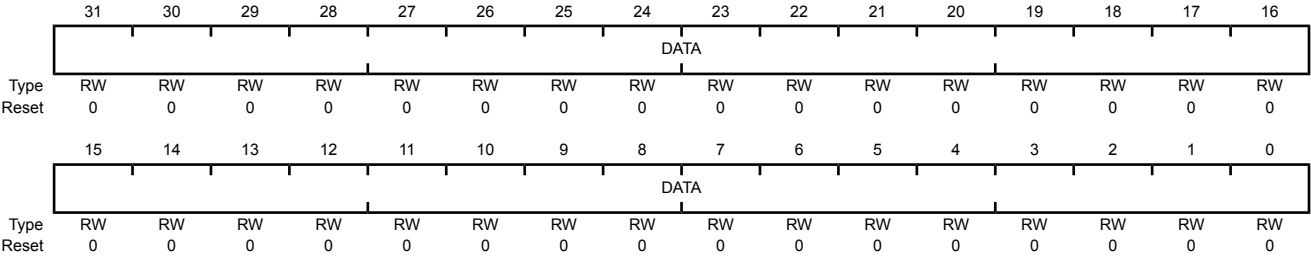 31 30 29 28 27 26 25 24 23 22 21 20 19 18 17 16
DATA
Type RW RW RW RW RW RW RW RW RW RW RW RW RW RW RW RW
Reset 0 0 0 0 0 0 0 0 0 0 0 0 0 0 0 0
15 14 13 12 11 10 9 8 7 6 5 4 3 2 1 0
DATA
Type RW RW RW RW RW RW RW RW RW RW RW RW RW RW RW RW
Reset 0 0 0 0 0 0 0 0 0 0 0 0 0 0 0 0